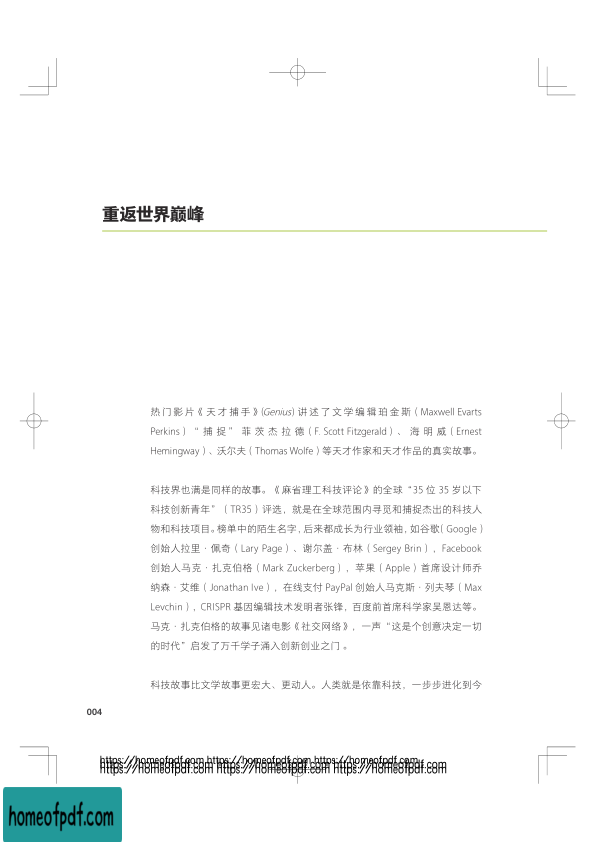 重返世界巅峰
热门影片《天才捕手》(Genius) 讲述了文学编辑珀金斯（Maxwell Evarts
Perkins）“捕捉”菲茨杰拉德（F. Scott Fitzgerald）、海明威（Ernest
Hemingway）、沃尔夫（Thomas Wolfe）等天才作家和天才作品的真实故事。
科技界也满是同样的故事。《麻省理工科技评论》的全球“35 位 35 岁以下
科技创新青年”（TR35）评选，就是在全球范围内寻觅和捕捉杰出的科技人
物和科技项目。榜单中的陌生名字，后来都成长为行业领袖，如谷歌（Google）
创始人拉里·佩奇（Lary Page）、谢尔盖·布林（Sergey Brin），Facebook
创始人马克·扎克伯格（Mark Zuckerberg），苹果（Apple）首席设计师乔
纳森·艾维（Jonathan Ive），在线支付 PayPal 创始人马克斯·列夫琴（Max
Levchin），CRISPR 基因编辑技术发明者张锋，百度前首席科学家吴恩达等。
马克·扎克伯格的故事见诸电影《社交网络》，一声“这是个创意决定一切
的时代”启发了万千学子涌入创新创业之门 。
科技故事比文学故事更宏大、更动人。人类就是依靠科技，一步步进化到今
004
https://homeofpdf.com https://homeofpdf.com https://homeofpdf.com
https://homeofpdf.com https://homeofpdf.com https://homeofpdf.com
https://homeofpdf.com https://homeofpdf.com https://homeofpdf.com
homeofpdf.com